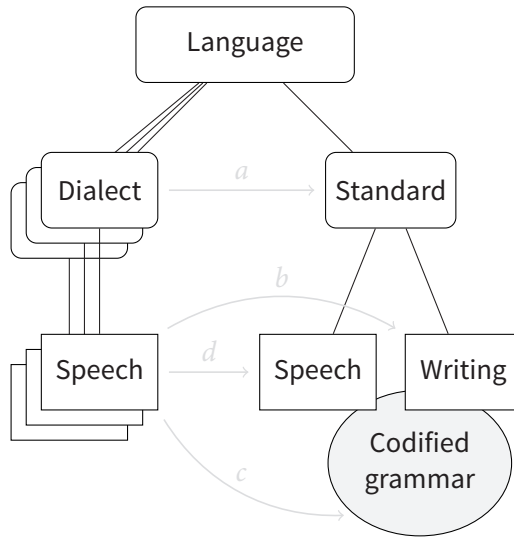 Language
Dialect
a
Standard
b
Speech
d
Speech
Writing
c
Codified
grammar